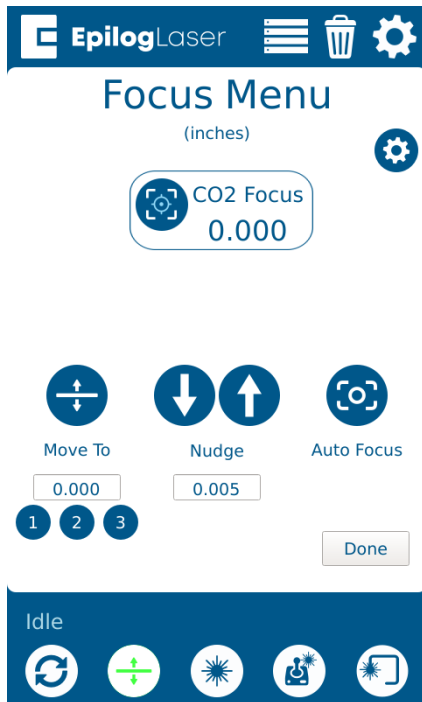 EpilogLaser
Focus Menu
(inches)
CO2 Focus
0.000
Move To
Nudge
Auto Focus
0.000
0.005
1 2 3
Done
Idle